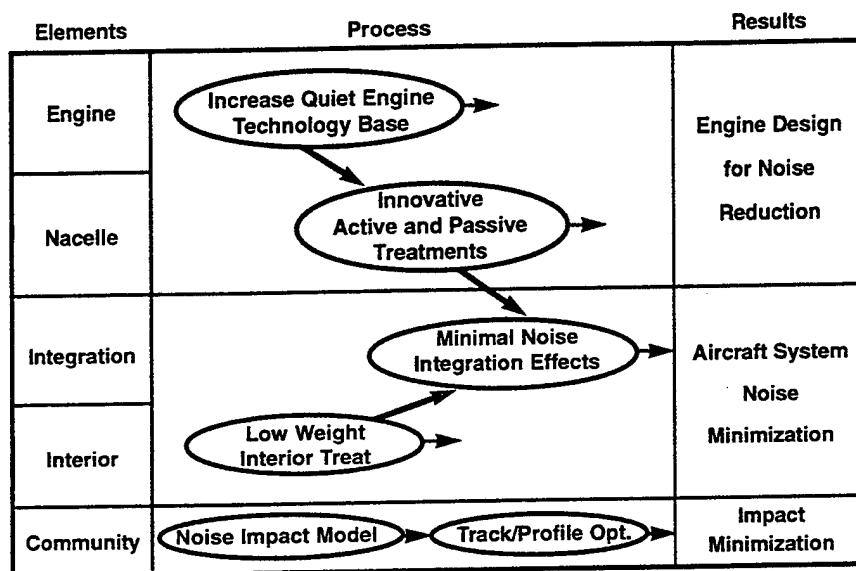 Elements
Process
Results
Engine
Increase Quiet Engine
Technology Base
Engine Design
for Noise
Reduction
Nacelle
Innovative
Active and Passive
Treatments
Integration
Minimal Noise
Integration Effects
Aircraft System
Noise
Minimization
Interior
Low Weight
Interior Treat
Community
Noise Impact Model
Track/Profile Opt.
Impact
Minimization